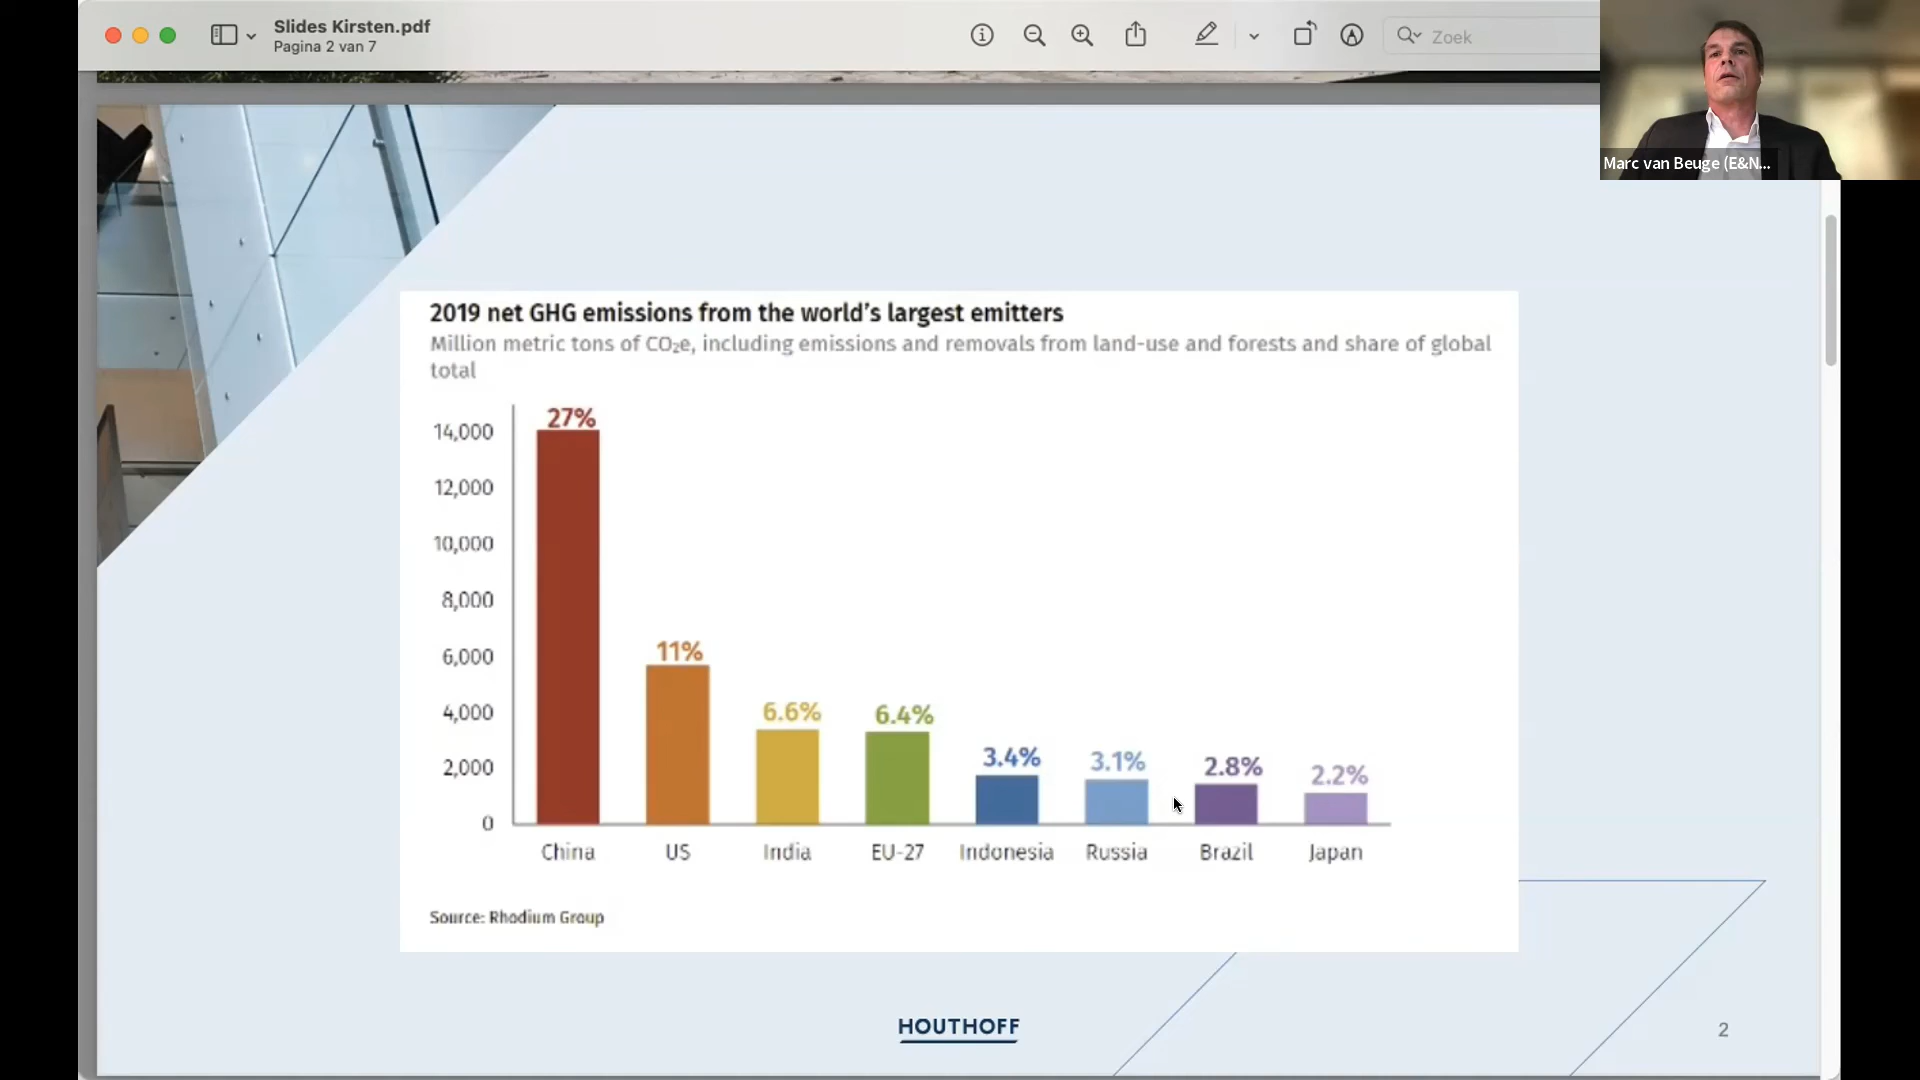 Slides Kirsten.pdf
Pagina 2 van 7
Zoek
Marc van Beuge (E&N...
2019 net GHG emissions from the world's largest emitters
Million metric tons of CO₂e, including emissions and removals from land-use and forests and share of global
total
14,000
12,000
10,000
8,000
6,000
4,000
2,000
0
27%
11%
6.6%
6.4%
3.4%
3.1%
2.8%
2.2%
China
US
India
EU-27
Indonesia
Russia
Brazil
Japan
Source: Rhodium Group
HOUTHOFF
2